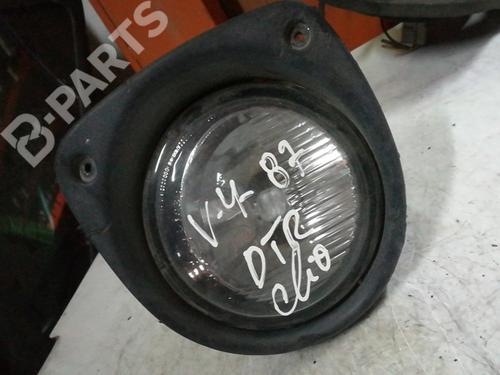 B-PARTS
V-4 87
DTR
Clio